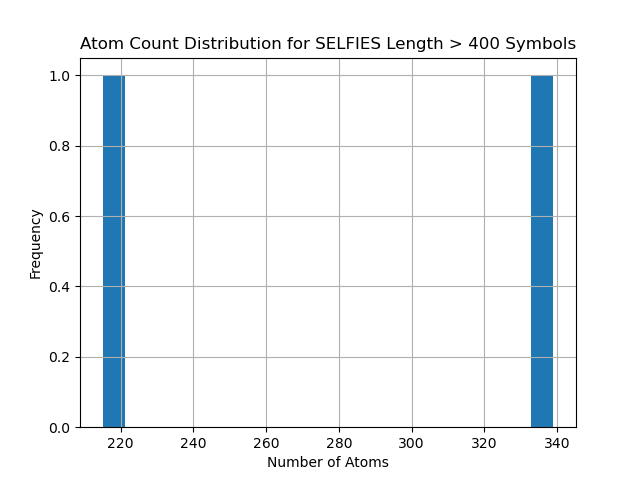 Atom Count Distribution for SELFIES Length > 400 Symbols
1.0
0.8
0.6
0.4
0.2
0.0
Frequency
220 240 260 280 300 320 340
Number of Atoms